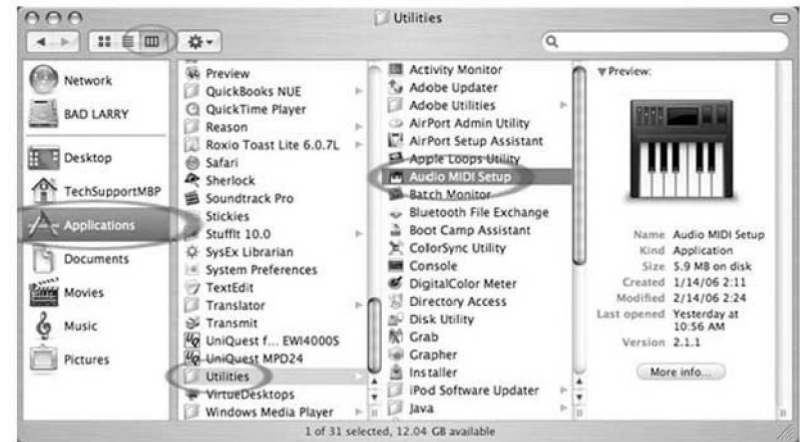 Utilities
Network
BAD LARRY
Desktop
TechSupportMBP
Applications
Documents
Movies
Music
Pictures
Preview
QuickBooks NUE
QuickTime Player
Reason
Roxio Toast Lite 6.0.7L
Safari
Sherlock
Soundtrack Pro
Stickies
StuffIt 10.0
SysEx Librarian
System Preferences
TextEdit
Translator
Transmit
UniQuest f... EWI4000S
UniQuest MPD24
Utilities
VirtueDesktops
Windows Media Player
Activity Monitor
Adobe Updater
Adobe Utilities
AirPort Admin Utility
AirPort Setup Assistant
Apple Loops Utility
Audio MIDI Setup
Batch Monitor
Bluetooth File Exchange
Boot Camp Assistant
ColorSync Utility
Console
DigitalColor Meter
Directory Access
Disk Utility
Grab
Grapher
Installer
iPod Software Updater
Java
Preview:
Name Audio MIDI Setup
Kind Application
Size 5.9 MB on disk
Created 1/14/06 2:11
Modified 2/14/06 2:24
Last opened Yesterday at
10:56 AM
Version 2.1.1
More info...
1 of 31 selected, 12.04 GB available